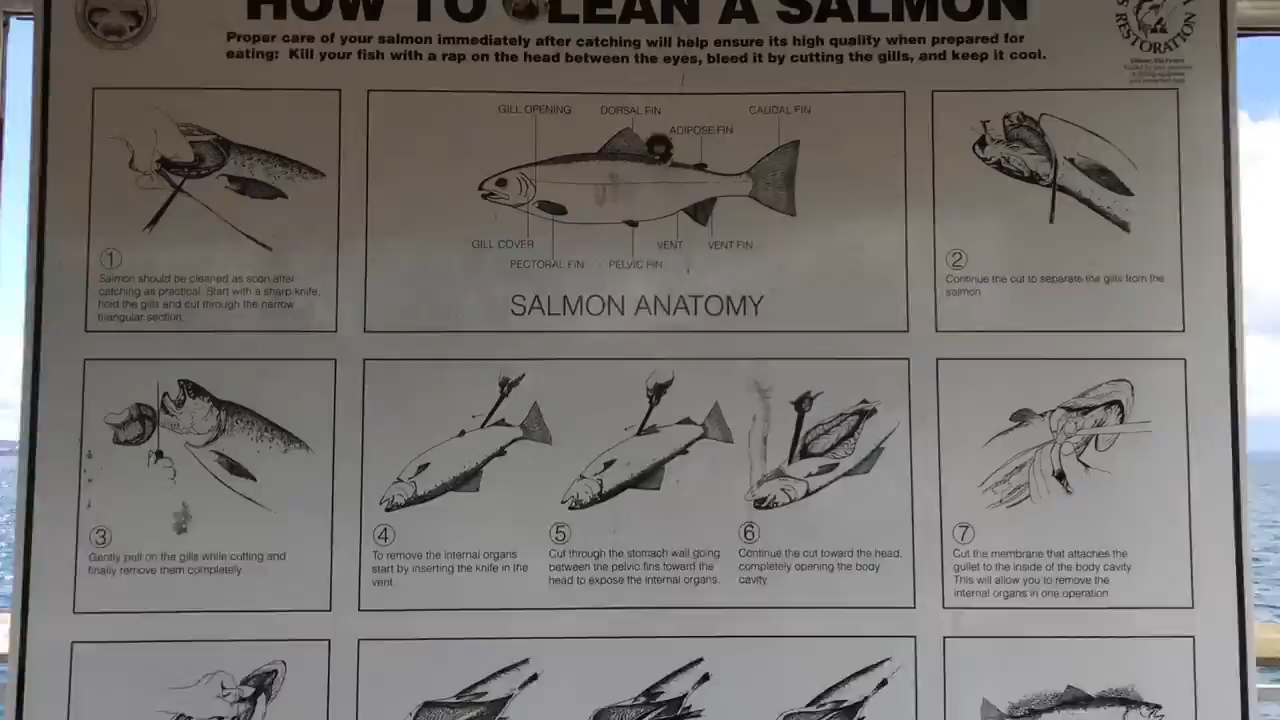 HOW TO LEAN A SALMON
Proper care of your salmon immediately after catching will help ensure its high quality when prepared for
eating: Kill your fish with a rap on the head between the eyes, bleed it by cutting the gills, and keep it cool.
RESTORATION
GILL OPENING
DORSAL FIN
CAUDAL FIN
ADIPOSE FIN
GILL COVER
VENT
VENT FIN
PECTORAL FIN
PELVIC FIN
SALMON ANATOMY
1
Salmon should be cleaned as soon after
catching as practical. Start with a sharp knife,
hold the gills and cut through the narrow
triangular section.
2
Continue the cut to separate the gills from the
salmon
3
Gently pull on the gills while cutting and
finally remove them completely.
4
To remove the internal organs
start by inserting the knife in the
vent.
5
Cut through the stomach wall going
between the pelvic fins toward the
head to expose the internal organs.
6
Continue the cut toward the head,
completely opening the body
cavity
7
Cut the membrane that attaches the
gullet to the inside of the body cavity
This will allow you to remove the
internal organs in one operation